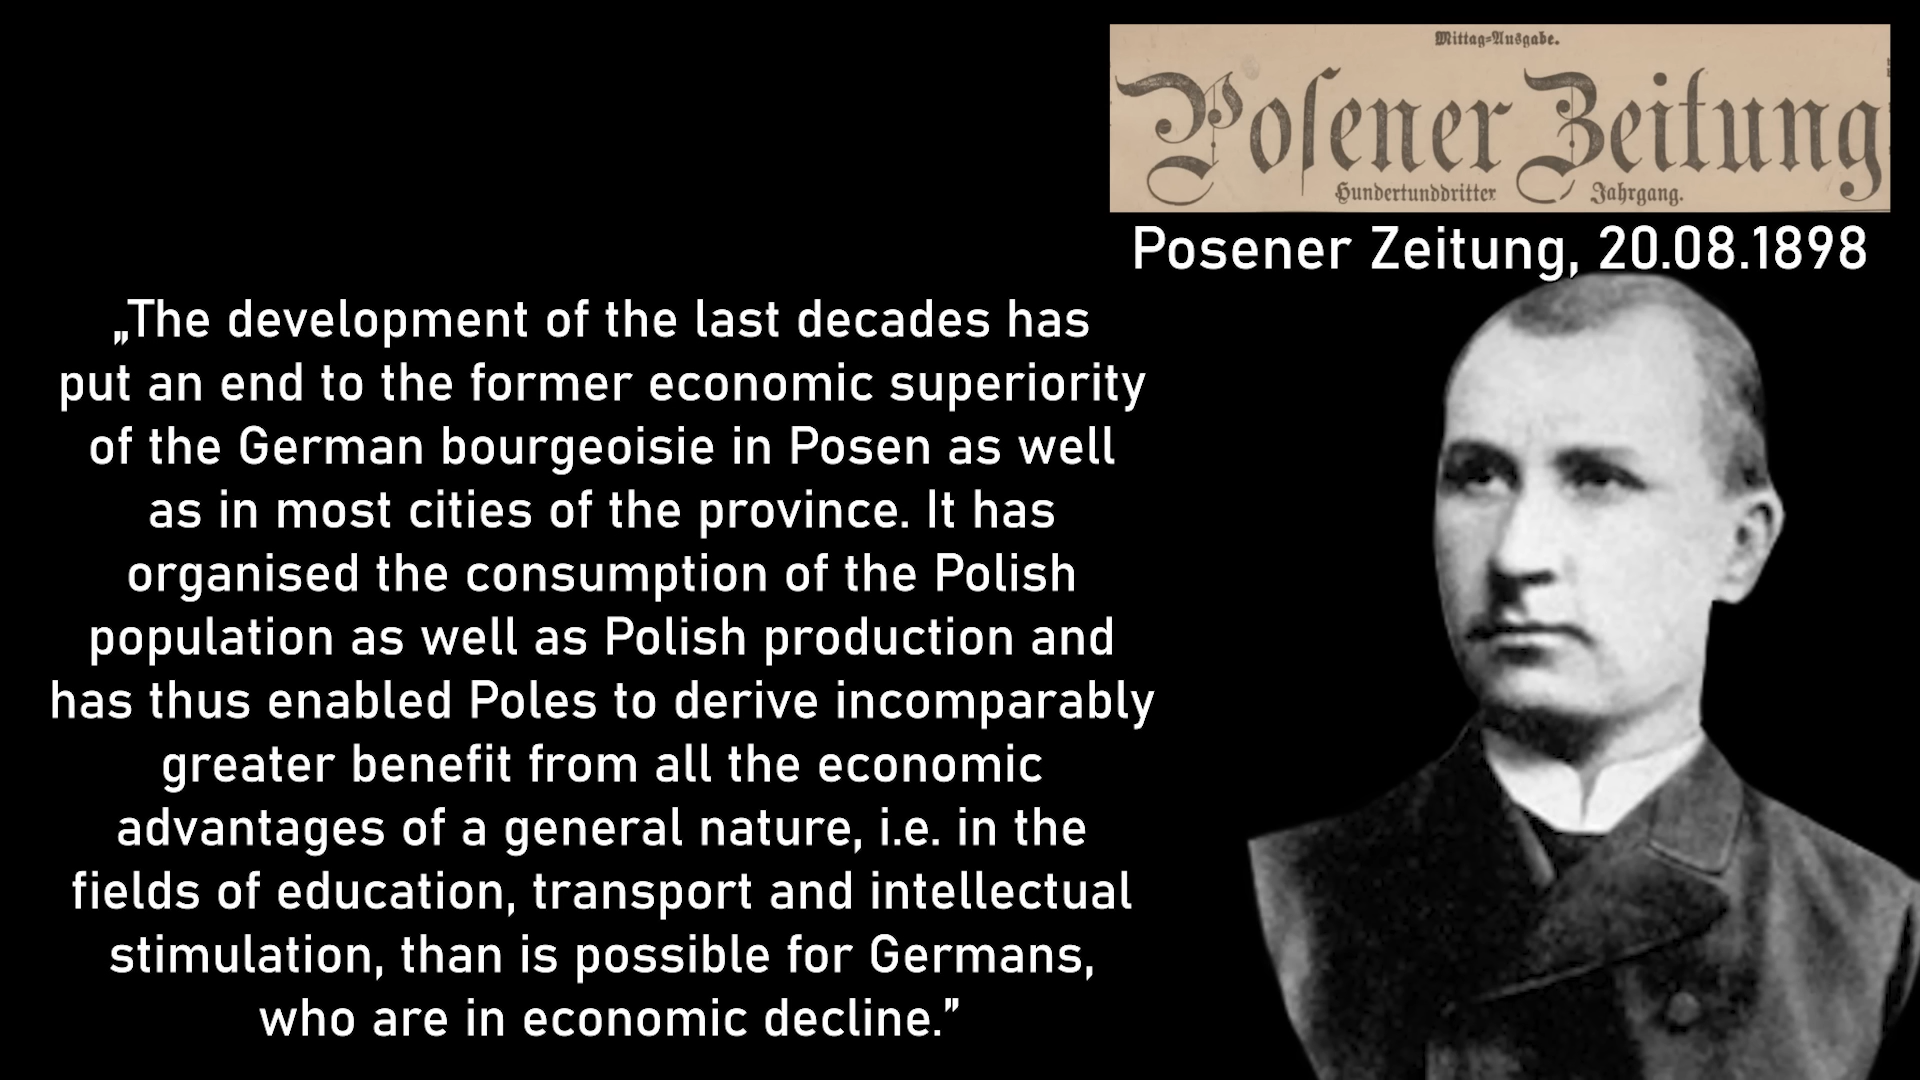 Mittag=Ausgabe.
Posener Zeitung
Hundertunddritter Jahrgang.
Posener Zeitung, 20.08.1898
„The development of the last decades has
put an end to the former economic superiority
of the German bourgeoisie in Posen as well
as in most cities of the province. It has
organised the consumption of the Polish
population as well as Polish production and
has thus enabled Poles to derive incomparably
greater benefit from all the economic
advantages of a general nature, i.e. in the
fields of education, transport and intellectual
stimulation, than is possible for Germans,
who are in economic decline.”